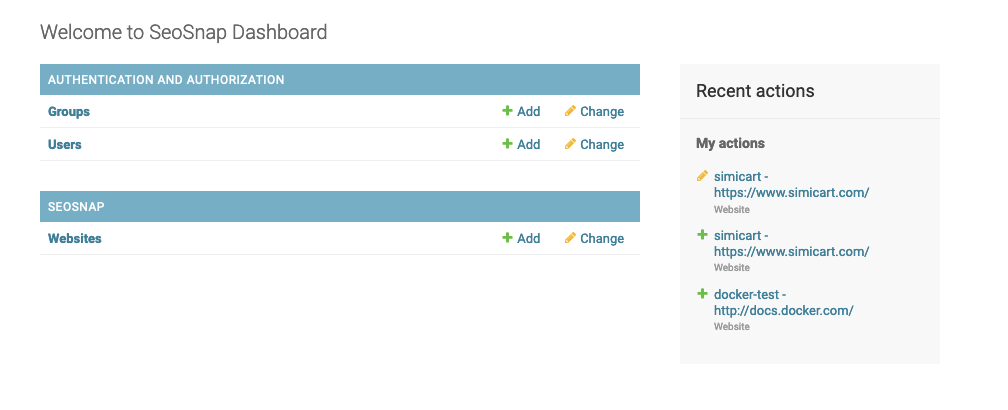 Welcome to SeoSnap Dashboard
AUTHENTICATION AND AUTHORIZATION
Groups Add Change
Users Add Change
SEOSNAP
Websites Add Change
Recent actions
My actions
simicart -
https://www.simicart.com/
Website
simicart -
https://www.simicart.com/
Website
docker-test -
http://docs.docker.com/
Website